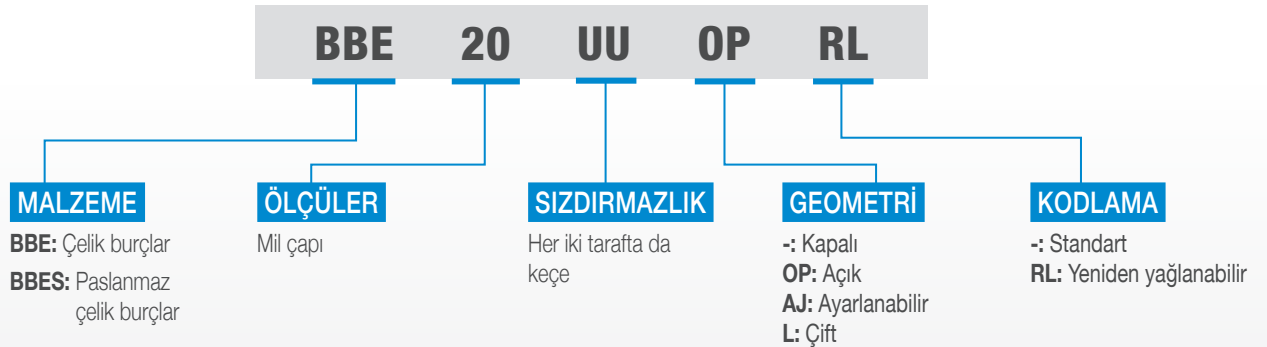 BBE 20 UU OP RL
MALZEME
BBE: Çelik burçlar
BBES: Paslanmaz
çelik burçlar
ÖLÇÜLER
Mil çapı
SIZDIRMAZLIK
Her iki tarafta da
keçe
GEOMETRİ
-: Kapalı
OP: Açık
AJ: Ayarlanabilir
L: Çift
KODLAMA
-: Standart
RL: Yeniden yağlanabilir